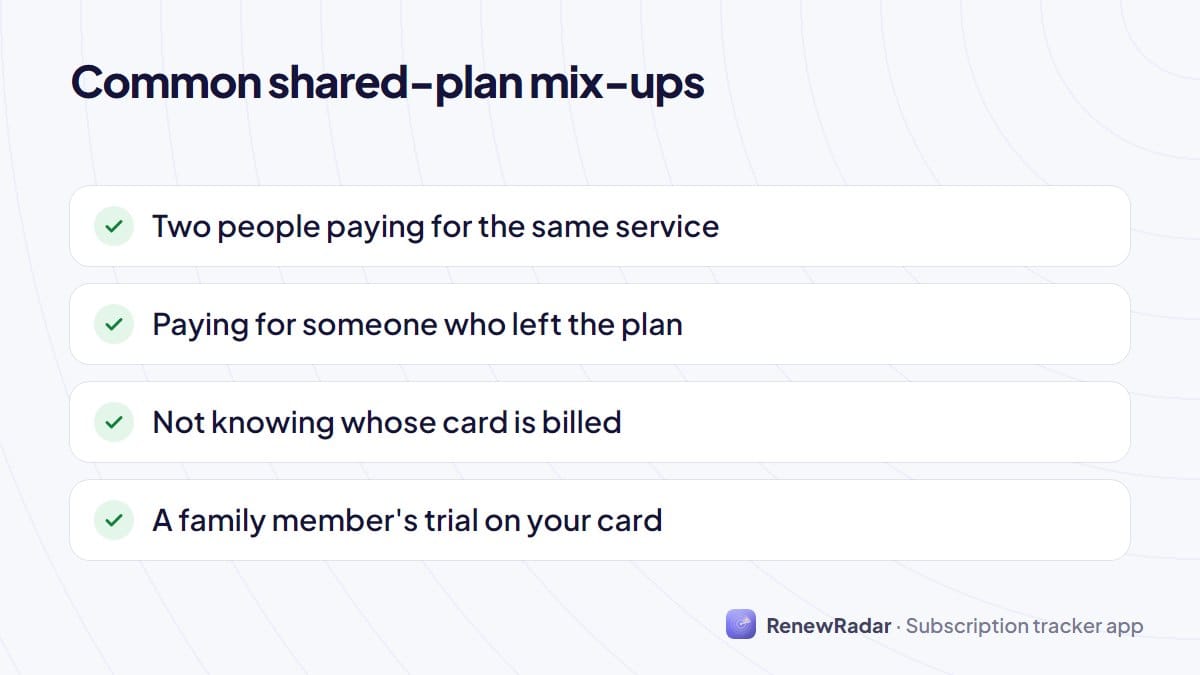 Common shared-plan mix-ups
Two people paying for the same service
Paying for someone who left the plan
Not knowing whose card is billed
A family member's trial on your card
RenewRadar · Subscription tracker app